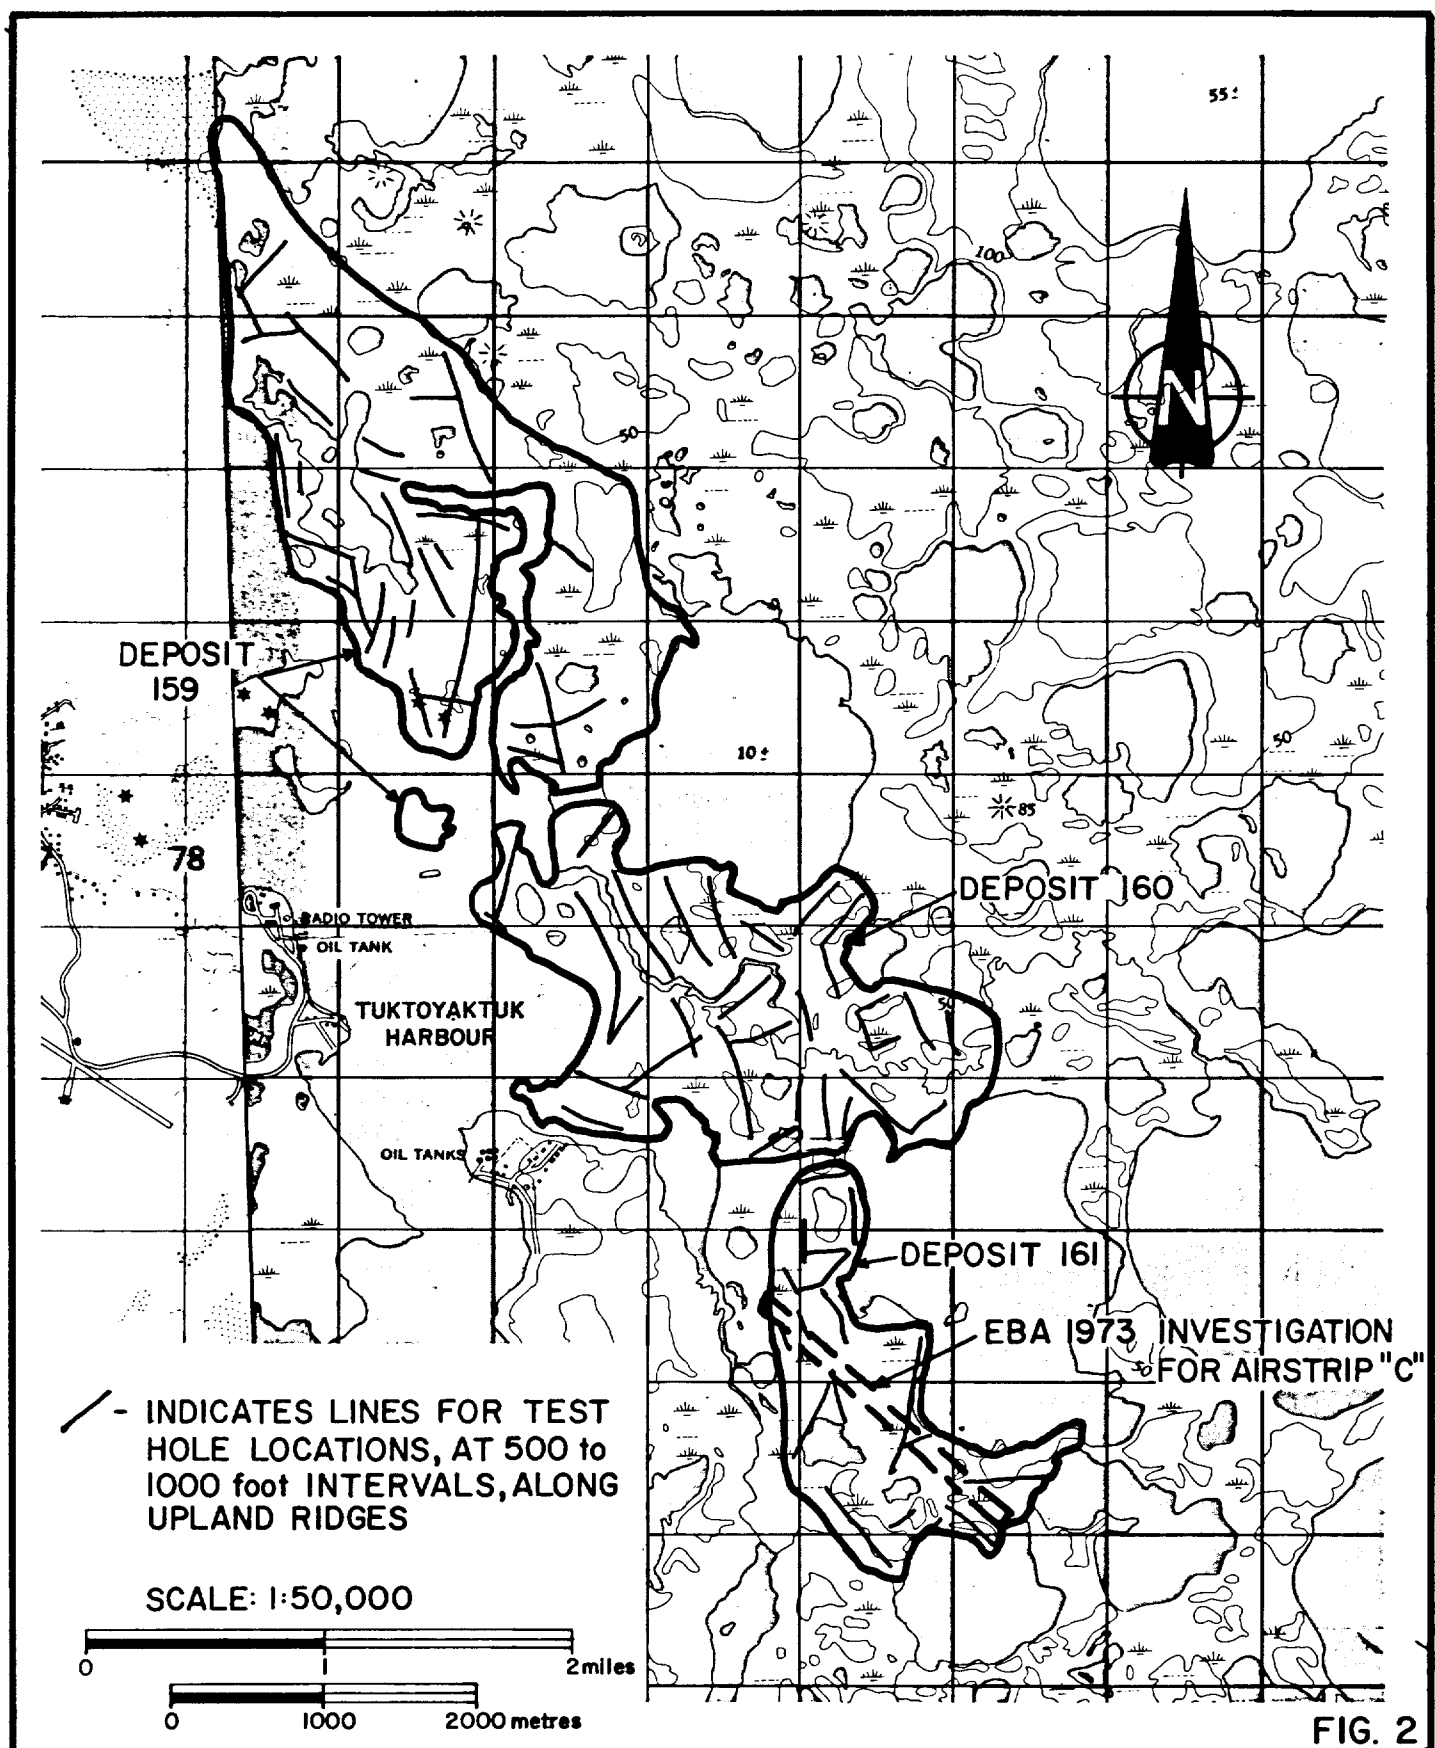 55±
100
N
50
DEPOSIT
159
10±
50
85
78
DEPOSIT 160
RADIO TOWER
OIL TANK
50
TUKTOYAKTUK
HARBOUR
OIL TANKS
DEPOSIT 161
EBA 1973 INVESTIGATION
FOR AIRSTRIP "C"
50
- INDICATES LINES FOR TEST
HOLE LOCATIONS, AT 500 to
1000 foot INTERVALS, ALONG
UPLAND RIDGES
SCALE: 1:50,000
0 1 2 miles
0 1000 2000 metres
FIG. 2